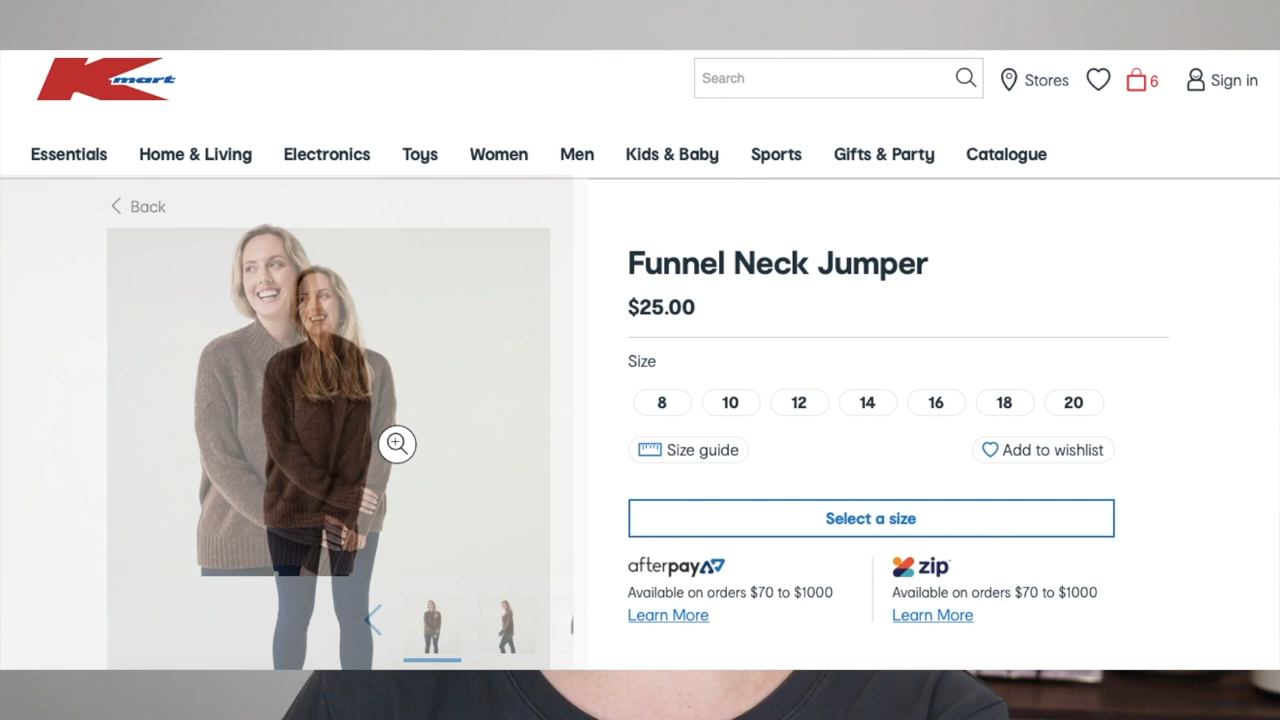 Kmart
Search
Stores
6
Sign in
Essentials Home & Living Electronics Toys Women Men Kids & Baby Sports Gifts & Party Catalogue
Back
Funnel Neck Jumper
$25.00
Size
8 10 12 14 16 18 20
Size guide
Add to wishlist
Select a size
afterpay
Available on orders $70 to $1000
Learn More
zip
Available on orders $70 to $1000
Learn More